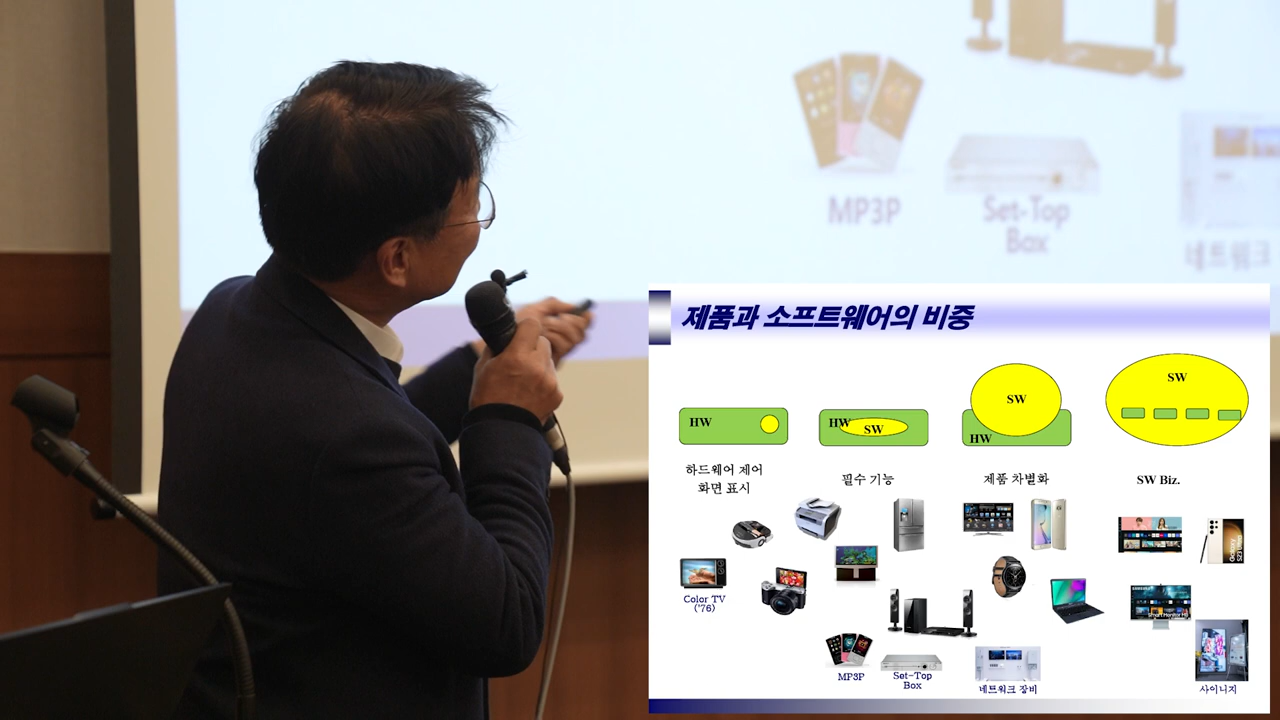 MP3P
Set-Top
Box
네트워크
제품과 소프트웨어의 비중
HW
HW
SW
SW
HW
SW
하드웨어 제어
화면 표시
필수 기능
제품 차별화
SW Biz.
Color TV
('76)
MP3P
Set-Top
Box
네트워크 장비
사이니지